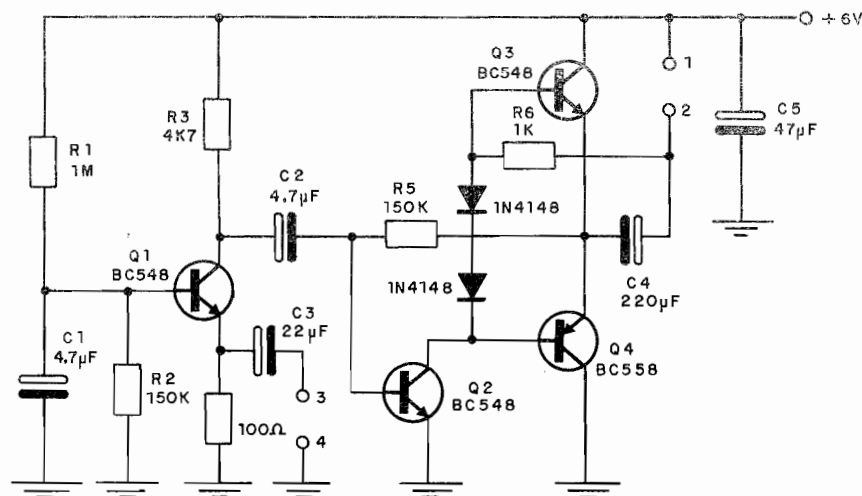 + 6V
Q3
BC548
1
2
R3
4K7
R6
1K
C5
47µF
R1
1M
C2
4,7µF
R5
150K
1N4148
Q1
BC548
1N4148
C4
220µF
C3
22µF
C1
4,7µF
Q4
BC558
R2
150K
Q2
BC548
3
100Ω
4